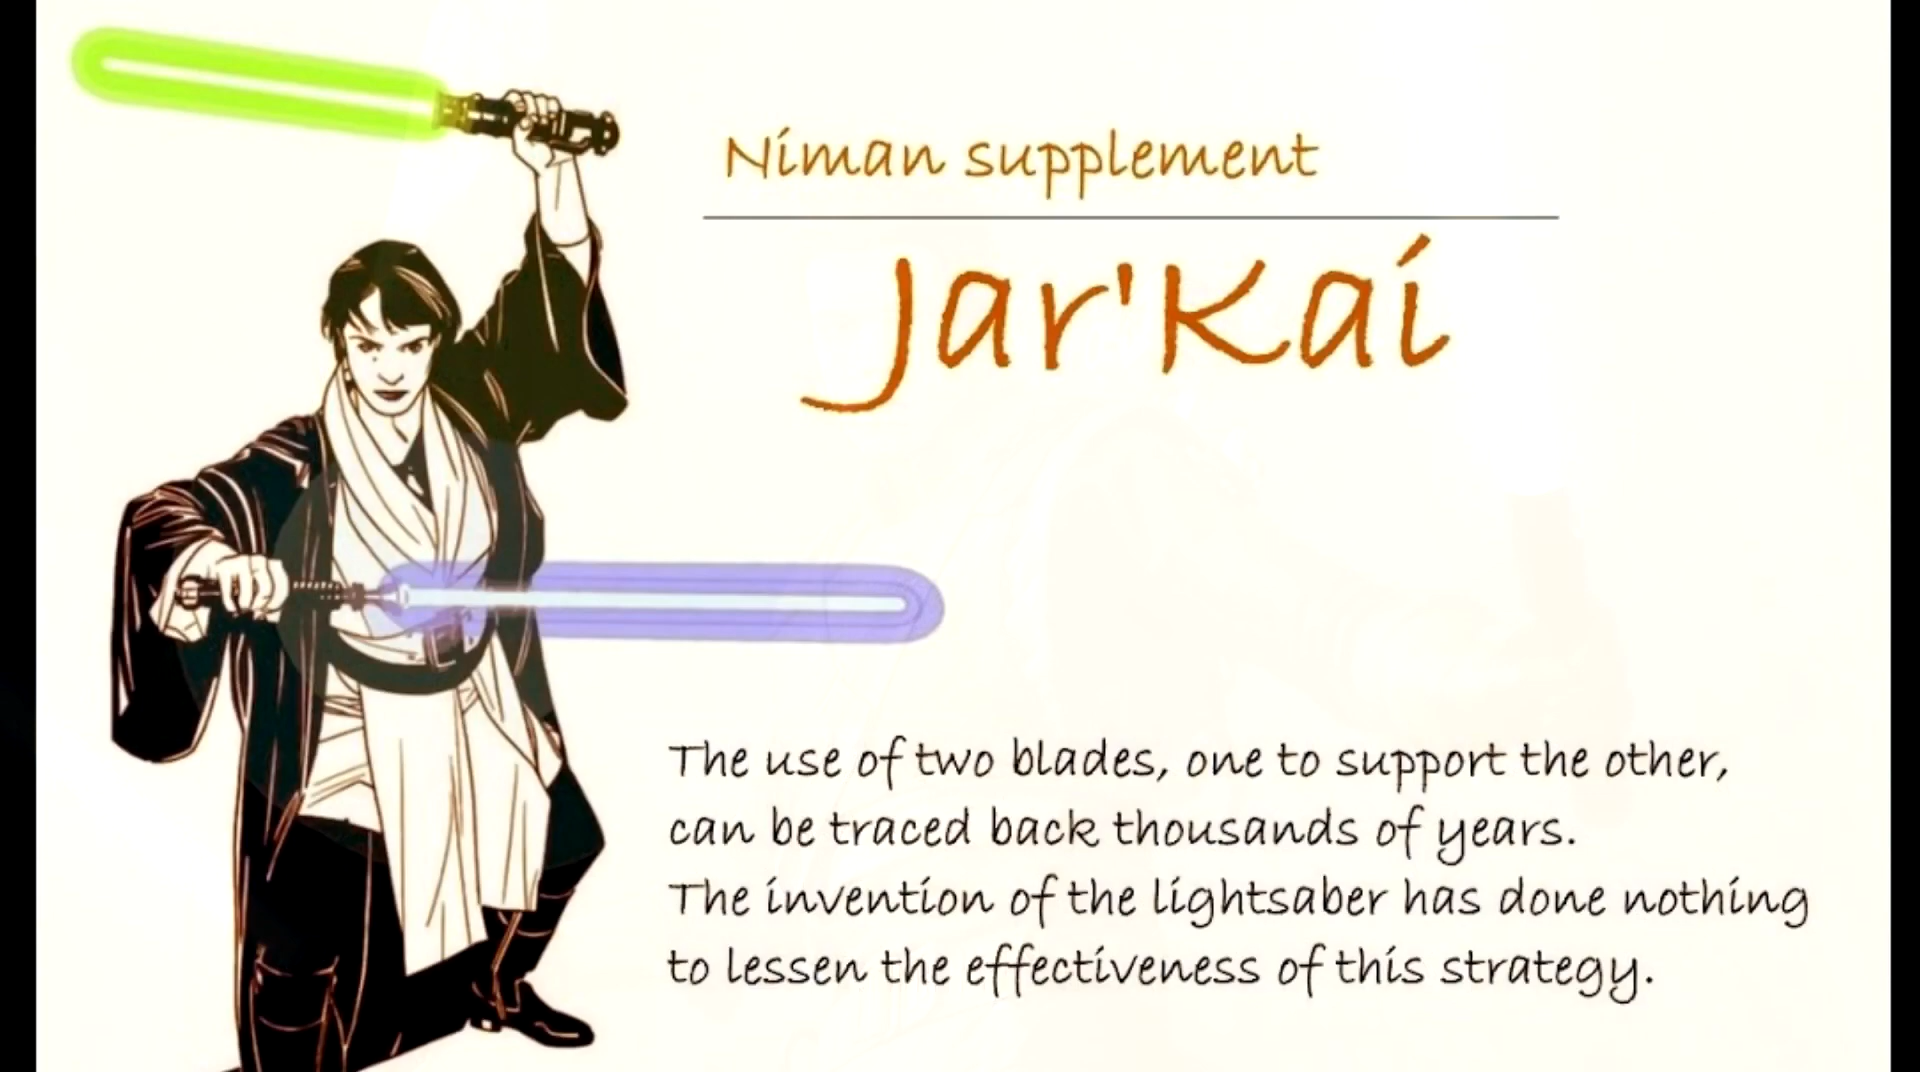 Niman supplement
Jar'Kai
The use of two blades, one to support the other,
can be traced back thousands of years.
The invention of the lightsaber has done nothing
to lessen the effectiveness of this strategy.